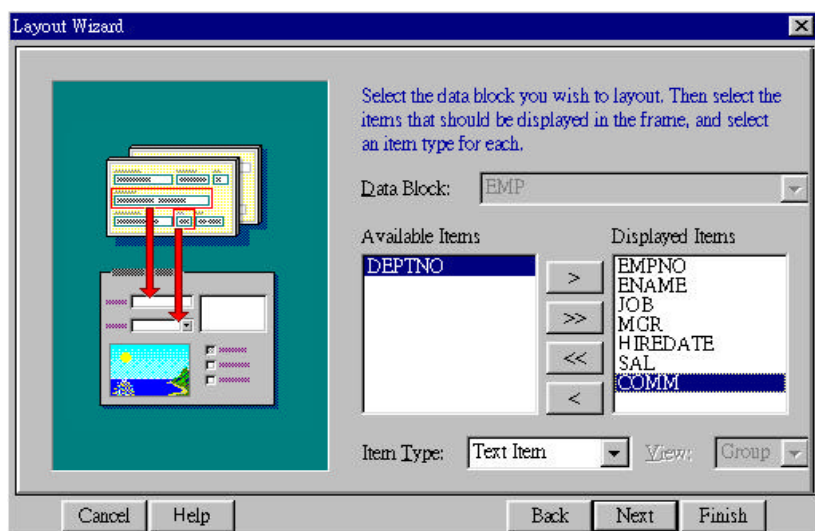 Layout Wizard
Select the data block you wish to layout. Then select the
items that should be displayed in the frame, and select
an item type for each.
Data Block: EMP
Available Items
DEPTNO
>
>>
<<
<
Displayed Items
EMPNO
ENAME
JOB
MGR
HIREDATE
SAL
COMM
Item Type: Text Item View: Group
Cancel Help Back Next Finish